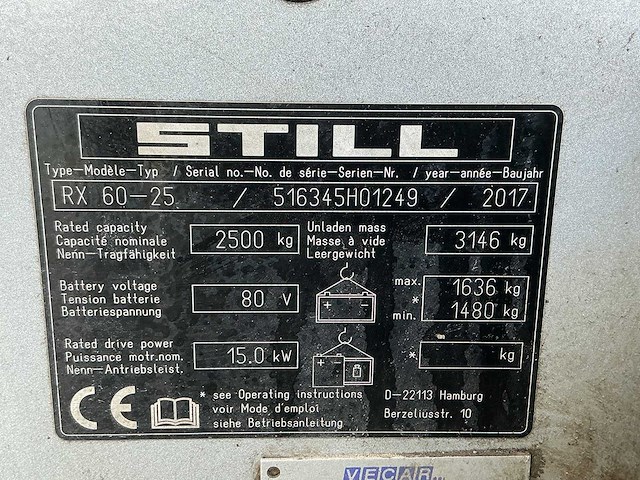 STILL
Type-Modèle-Typ / Serial no.-No. de série-Serien-Nr. / year-année-Baujahr
RX 60-25 / 516345H01249 / 2017
Rated capacity
Capacité nominale
Nenn-Tragfähigkeit
2500 kg
Unladen mass
Masse à vide
Leergewicht
3146 kg
Battery voltage
Tension batterie
Batteriespannung
80 V
max. 1636 kg
*
min. 1480 kg
Rated drive power
Puissance motr.nom.
Nenn-Antriebsleist.
15.0 kW
* kg
CE
* see Operating instructions
voir Mode d'emploi
siehe Betriebsanleitung
D-22113 Hamburg
Berzeliusstr. 10
VECAR